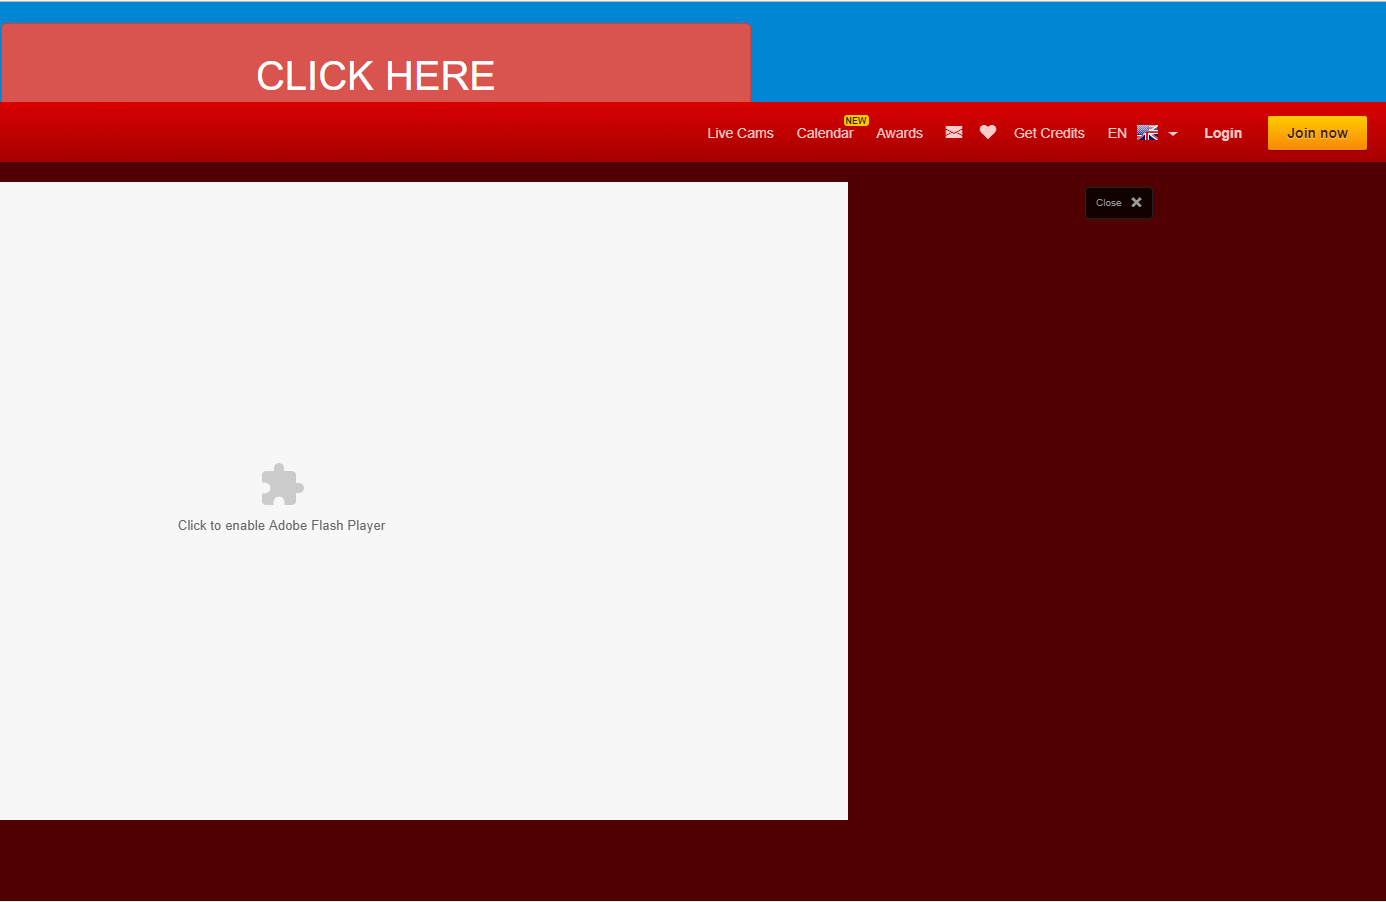 CLICK HERE
Live Cams Calendar NEW Awards Get Credits EN Login Join now
Close
Click to enable Adobe Flash Player